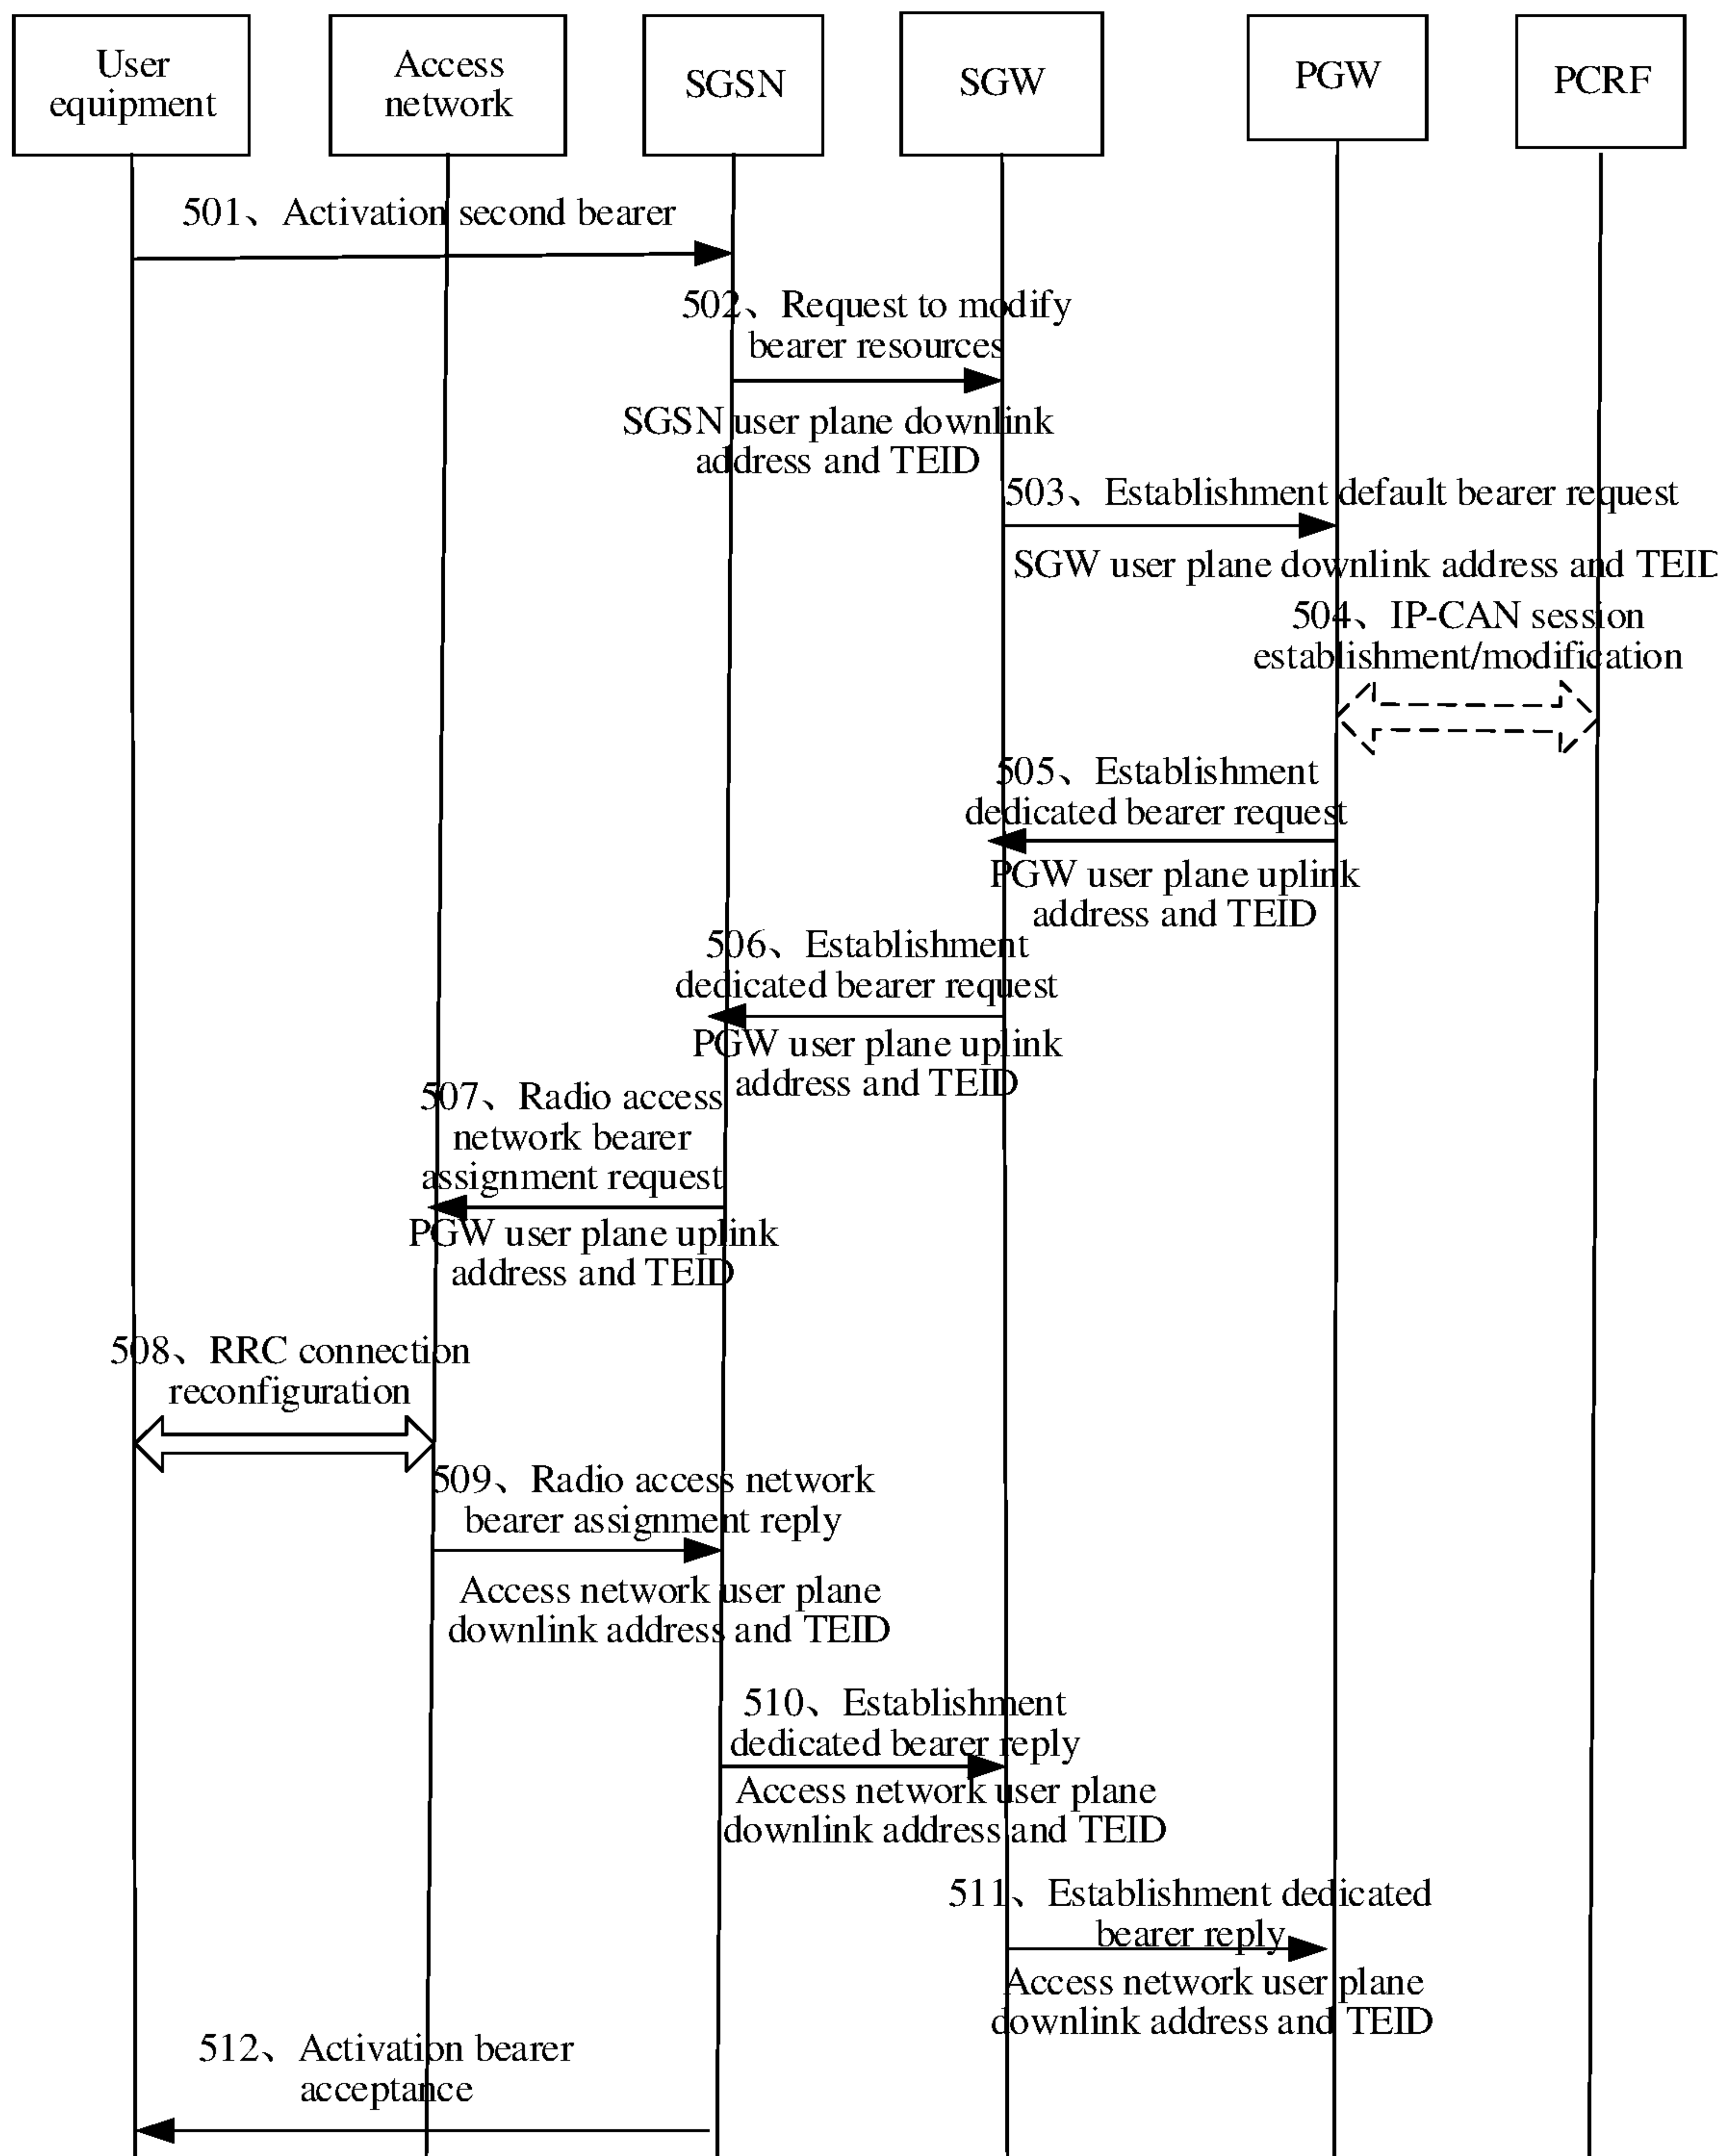 User
equipment
Access
network
SGSN
SGW
PGW
PCRF
501、Activation second bearer
502、Request to modify
bearer resources
SGSN user plane downlink
address and TEID
503、Establishment default bearer request
SGW user plane downlink address and TEID
504、IP-CAN session
establishment/modification
505、Establishment
dedicated bearer request
PGW user plane uplink
address and TEID
506、Establishment
dedicated bearer request
PGW user plane uplink
address and TEID
507、Radio access
network bearer
assignment request
PGW user plane uplink
address and TEID
508、RRC connection
reconfiguration
509、Radio access network
bearer assignment reply
Access network user plane
downlink address and TEID
510、Establishment
dedicated bearer reply
Access network user plane
downlink address and TEID
511、Establishment dedicated
bearer reply
Access network user plane
downlink address and TEID
512、Activation bearer
acceptance